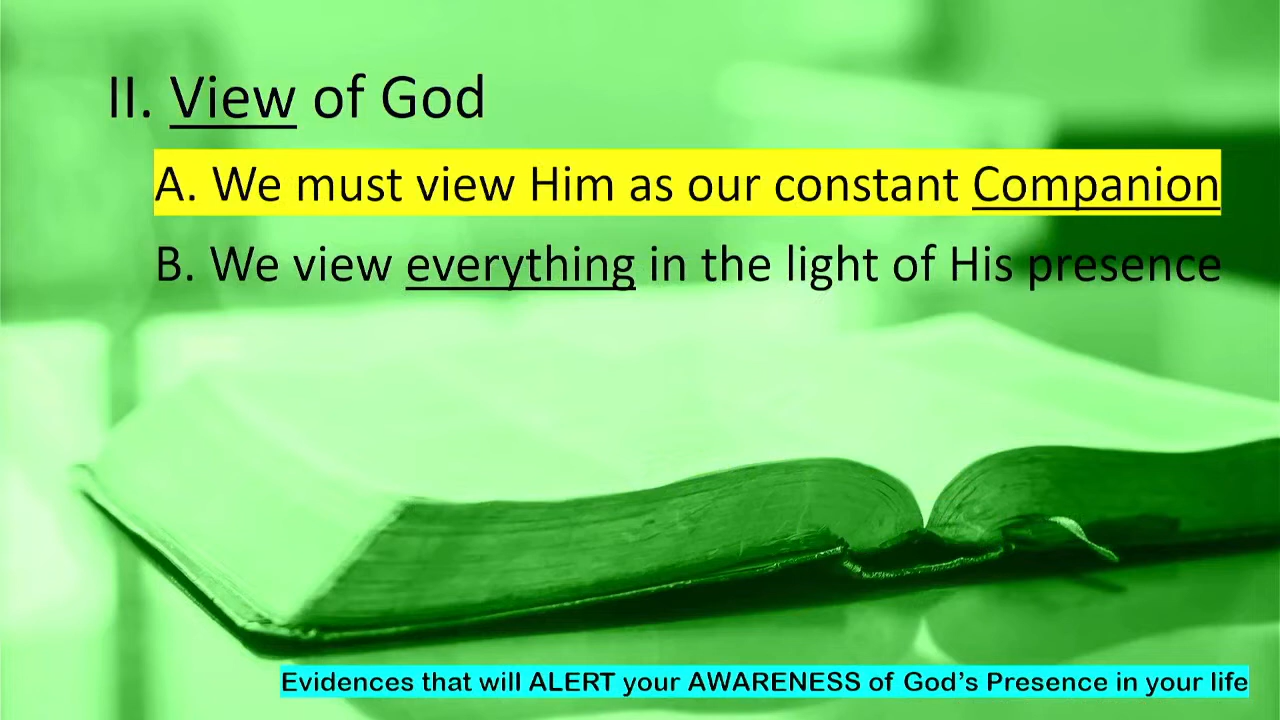 II. View of God
A. We must view Him as our constant Companion
B. We view everything in the light of His presence
Evidences that will ALERT your AWARENESS of God’s Presence in your life